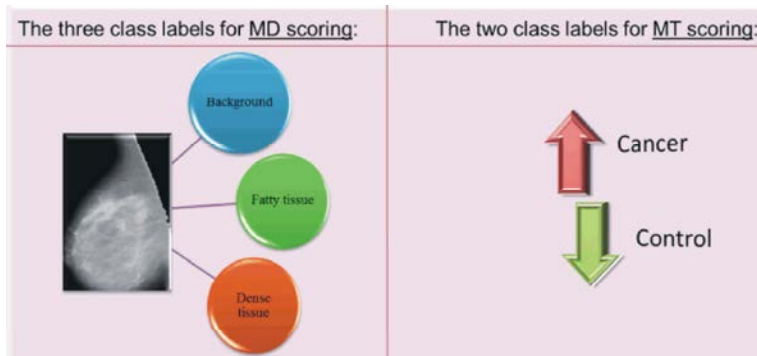 The three class labels for MD scoring:
The two class labels for MT scoring:
Background
Fatty tissue
Dense
tissue
Cancer
Control